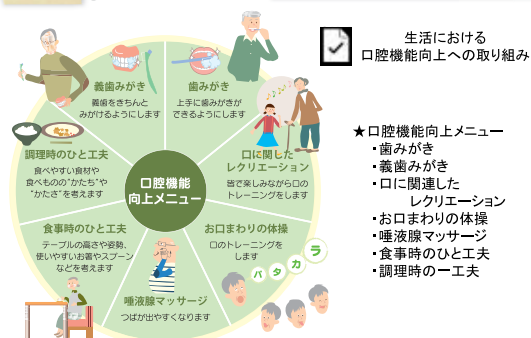 義歯みがき
義歯をきちんと
みがけるようにします
歯みがき
上手に歯みがきが
できるようにします
調理時のひと工夫
食べやすい食材や
食べものの"かたち"や
"かたさ"を考えます
口に関した
レクリエーション
皆で楽しみながら口の
トレーニングをします
口腔機能
向上メニュー
食事時のひと工夫
テーブルの高さや姿勢、
使いやすいお箸やスプーン
などを考えます
お口まわりの体操
口のトレーニングを
します
パ タ カ ラ
唾液腺マッサージ
つばが出やすくなります
生活における
口腔機能向上への取り組み
★口腔機能向上メニュー
・歯みがき
・義歯みがき
・口に関連した
レクリエーション
・お口まわりの体操
・唾液腺マッサージ
・食事時のひと工夫
・調理時の一工夫